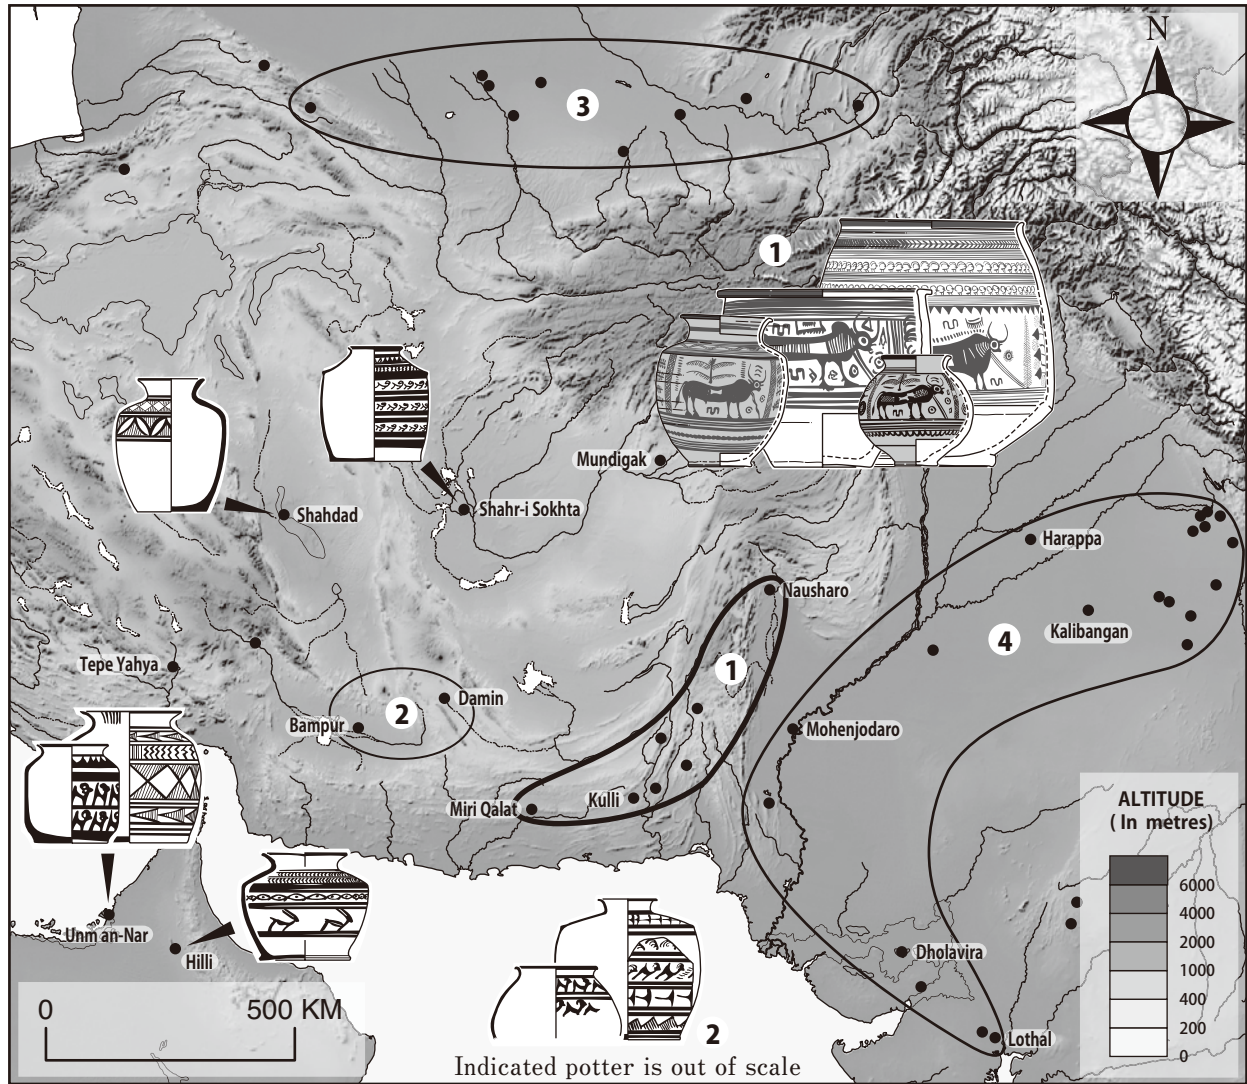 N
3
1
Mundigak
Shahdad
Shahr-i Sokhta
Harappa
Nausharo
Kalibangan
4
1
Tepe Yahya
Damin
Bampur
2
Mohenjodaro
Miri Qalat
Kulli
ALTITUDE
( In metres)
6000
4000
2000
1000
400
200
0
Unm an-Nar
Hilli
Dholavira
Lothal
0
500 KM
2
Indicated potter is out of scale